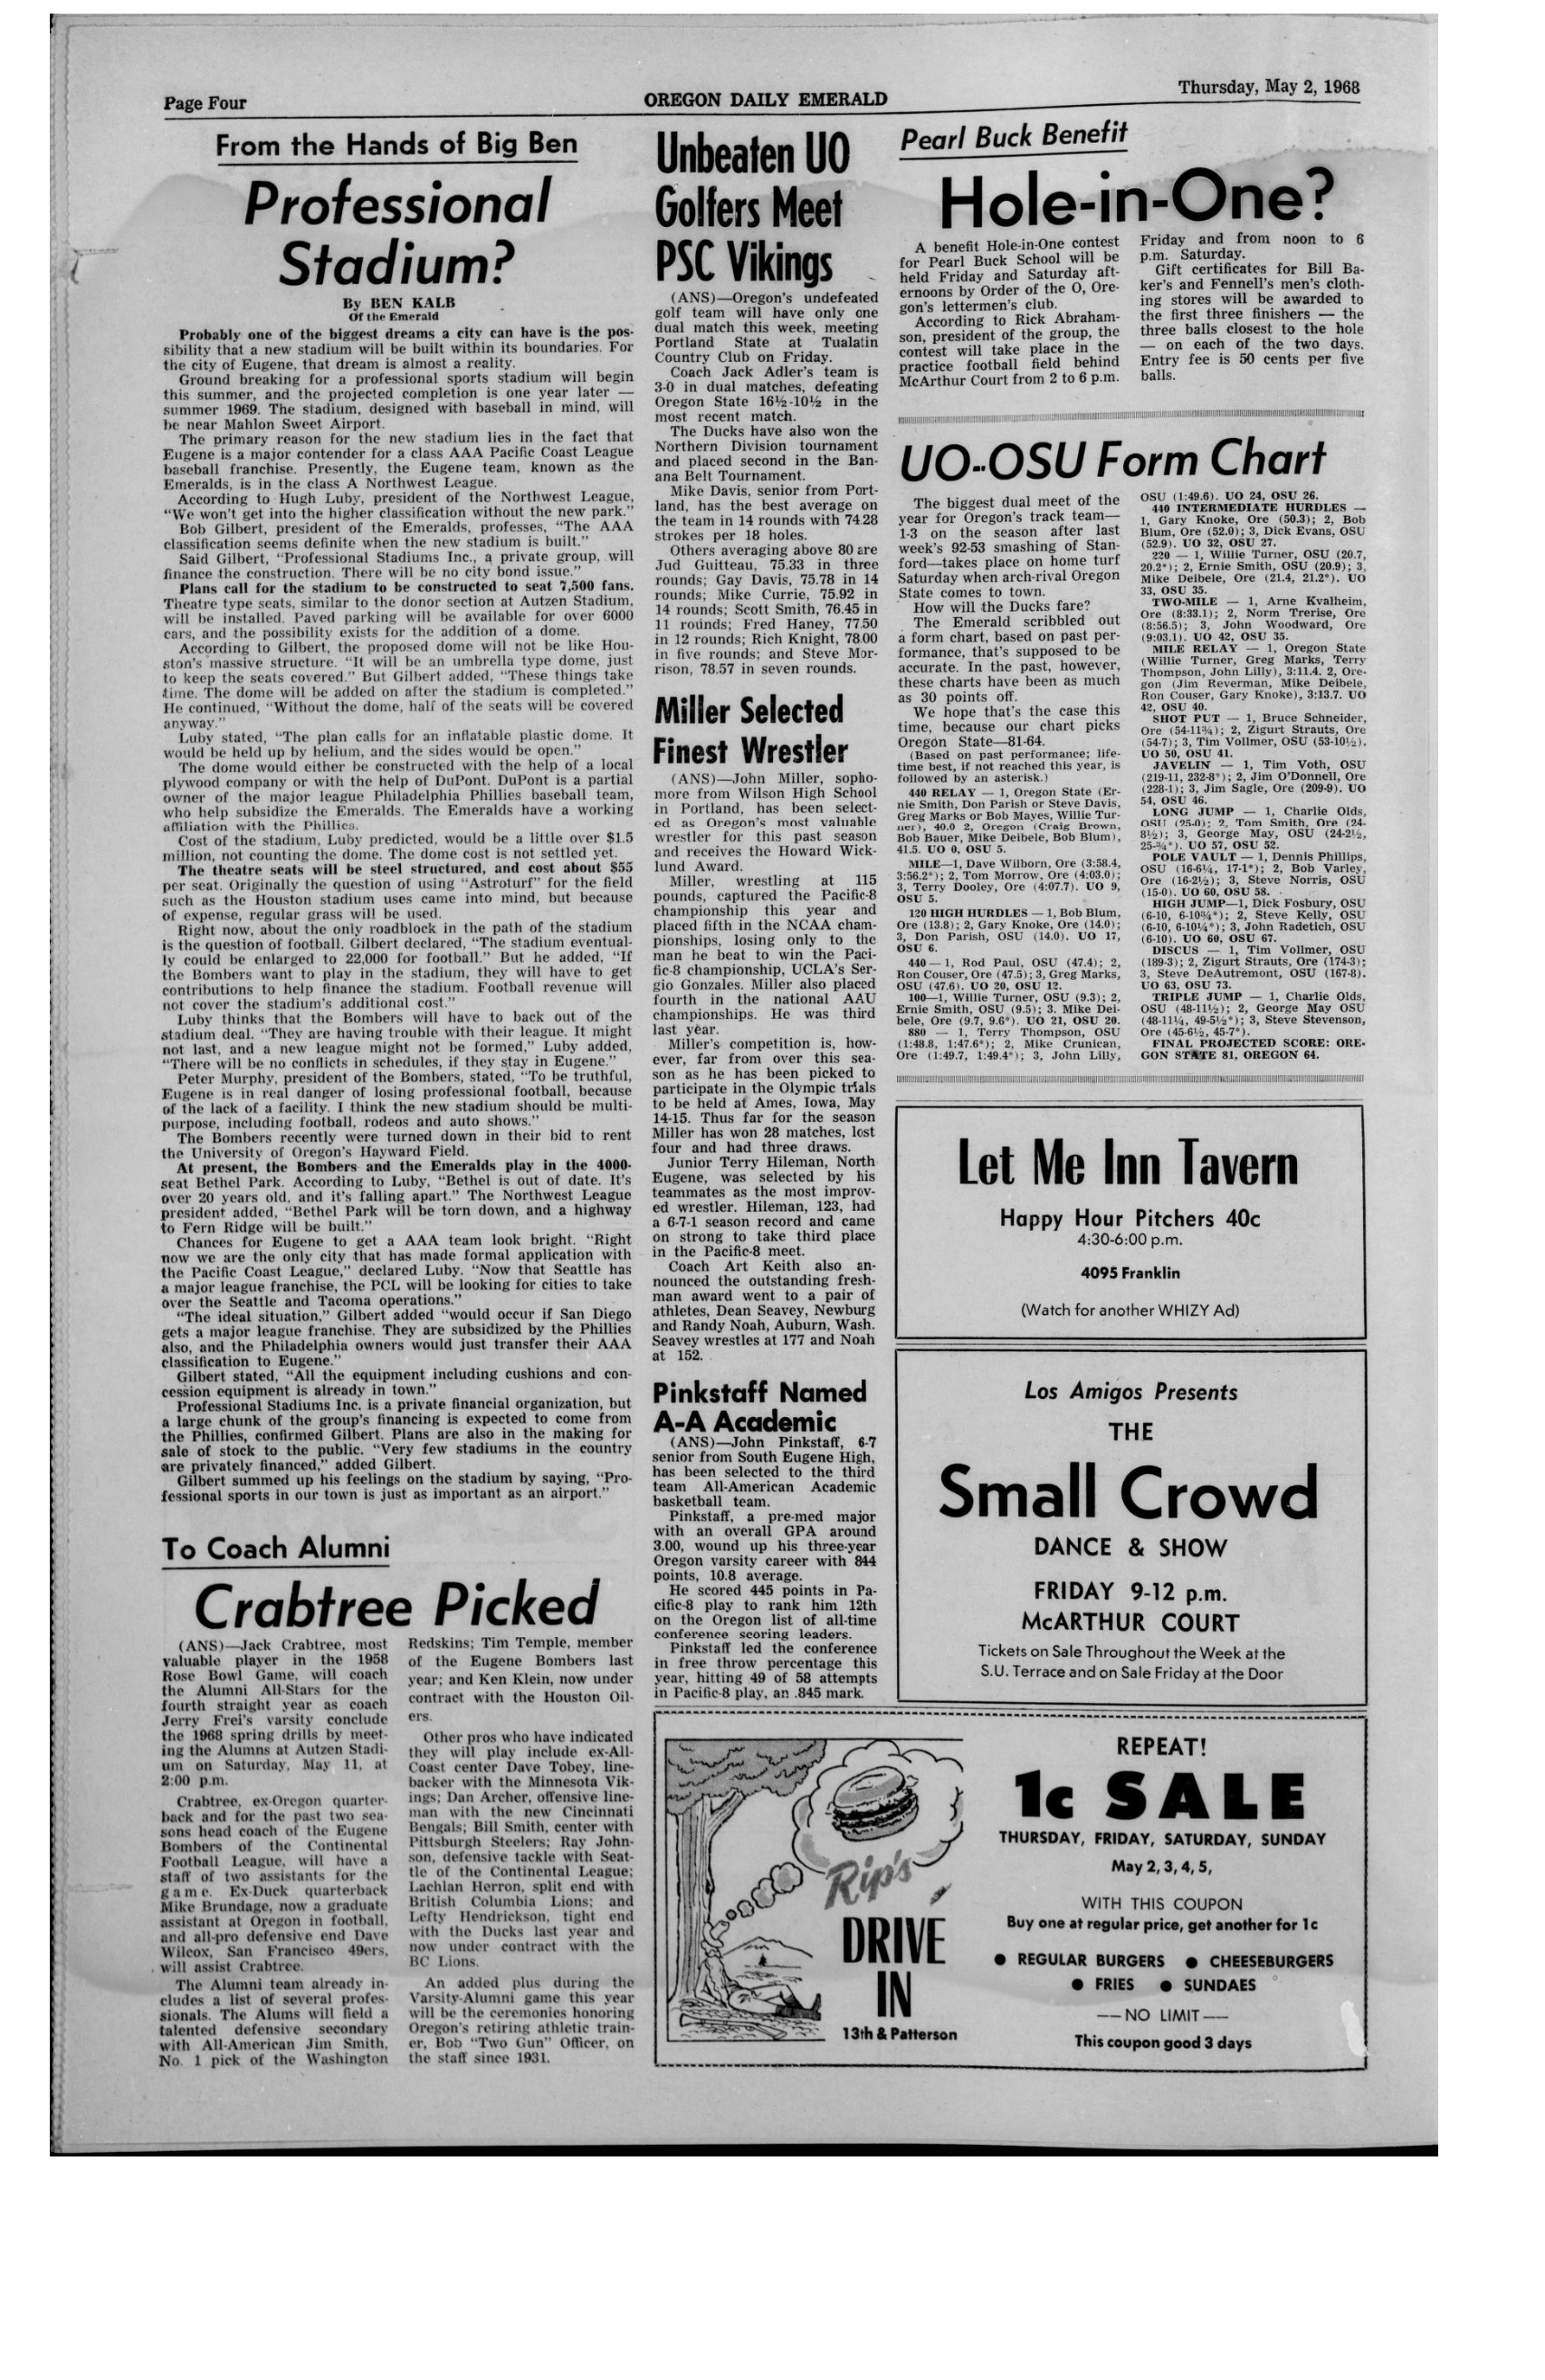 Page Four
OREGON DAILY EMERALD
Thursday, May 2, 1968
From the Hands of Big Ben
Professional
Stadium?
By BEN KALB
Of the Emerald
Probably one of the biggest dreams a city can have is the pos-
sibility that a new stadium will be built within its boundaries. For
the city of Eugene, that dream is almost a reality.
Ground breaking for a professional sports stadium will begin
this summer, and the projected completion is one year later —
summer 1969. The stadium, designed with baseball in mind, will
be near Mahlon Sweet Airport.
The primary reason for the new stadium lies in the fact that
Eugene is a major contender for a class AAA Pacific Coast League
baseball franchise. Presently, the Eugene team, known as the
Emeralds, is in the class A Northwest League.
According to Hugh Luby, president of the Northwest League,
"We won't get into the higher classification without the new park."
Bob Gilbert, president of the Emeralds, professes, "The AAA
classification seems definite when the new stadium is built."
Said Gilbert, "Professional Stadiums Inc., a private group, will
finance the construction. There will be no city bond issue."
Plans call for the stadium to be constructed to seat 7,500 fans.
Theatre type seats, similar to the donor section at Autzen Stadium,
will be installed. Paved parking will be available for over 6000
cars, and the possibility exists for the addition of a dome.
According to Gilbert, the proposed dome will not be like Hou-
ston's massive structure. "It will be an umbrella type dome, just
to keep the seats covered." But Gilbert added, "These things take
time. The dome will be added on after the stadium is completed."
He continued, "Without the dome, half of the seats will be covered
anyway."
Luby stated, "The plan calls for an inflatable plastic dome. It
would be held up by helium, and the sides would be open."
The dome would either be constructed with the help of a local
plywood company or with the help of DuPont. DuPont is a partial
owner of the major league Philadelphia Phillies baseball team,
who help subsidize the Emeralds. The Emeralds have a working
affiliation with the Phillies.
Cost of the stadium, Luby predicted, would be a little over $1.5
million, not counting the dome. The dome cost is not settled yet.
The theatre seats will be steel structured, and cost about $55
per seat. Originally the question of using "Astroturf" for the field
such as the Houston stadium uses came into mind, but because
of expense, regular grass will be used.
Right now, about the only roadblock in the path of the stadium
is the question of football. Gilbert declared, "The stadium eventual-
ly could be enlarged to 22,000 for football." But he added, "If
the Bombers want to play in the stadium, they will have to get
contributions to help finance the stadium. Football revenue will
not cover the stadium's additional cost."
Luby thinks that the Bombers will have to back out of the
stadium deal. "They are having trouble with their league. It might
not last, and a new league might not be formed," Luby added,
"There will be no conflicts in schedules, if they stay in Eugene."
Peter Murphy, president of the Bombers, stated, "To be truthful,
Eugene is in real danger of losing professional football, because
of the lack of a facility. I think the new stadium should be multi-
purpose, including football, rodeos and auto shows."
The Bombers recently were turned down in their bid to rent
the University of Oregon's Hayward Field.
At present, the Bombers and the Emeralds play in the 4000-
seat Bethel Park. According to Luby, "Bethel is out of date. It's
over 20 years old, and it's falling apart." The Northwest League
president added, "Bethel Park will be torn down, and a highway
to Fern Ridge will be built."
Chances for Eugene to get a AAA team look bright. "Right
now we are the only city that has made formal application with
the Pacific Coast League," declared Luby. "Now that Seattle has
a major league franchise, the PCL will be looking for cities to take
over the Seattle and Tacoma operations."
"The ideal situation," Gilbert added "would occur if San Diego
gets a major league franchise. They are subsidized by the Phillies
also, and the Philadelphia owners would just transfer their AAA
classification to Eugene."
Gilbert stated, "All the equipment including cushions and con-
cession equipment is already in town."
Professional Stadiums Inc. is a private financial organization, but
a large chunk of the group's financing is expected to come from
the Phillies, confirmed Gilbert. Plans are also in the making for
sale of stock to the public. "Very few stadiums in the country
are privately financed," added Gilbert.
Gilbert summed up his feelings on the stadium by saying, "Pro-
fessional sports in our town is just as important as an airport."
To Coach Alumni
Crabtree Picked
(ANS)—Jack Crabtree, most
valuable player in the 1958
Rose Bowl Game, will coach
the Alumni All-Stars for the
fourth straight year as coach
Jerry Frei's varsity conclude
the 1968 spring drills by meet-
ing the Alumns at Autzen Stadi-
um on Saturday, May 11, at
2:00 p.m.
Crabtree, ex-Oregon quarter-
back and for the past two sea-
sons head coach of the Eugene
Bombers of the Continental
Football League, will have a
staff of two assistants for the
game. Ex-Duck quarterback
Mike Brundage, now a graduate
assistant at Oregon in football,
and all-pro defensive end Dave
Wilcox, San Francisco 49ers,
will assist Crabtree.
The Alumni team already in-
cludes a list of several profes-
sionals. The Alums will field a
talented defensive secondary
with All-American Jim Smith,
No. 1 pick of the Washington
Redskins; Tim Temple, member
of the Eugene Bombers last
year; and Ken Klein, now under
contract with the Houston Oil-
ers.
Other pros who have indicated
they will play include ex-All-
Coast center Dave Tobey, line-
backer with the Minnesota Vik-
ings; Dan Archer, offensive line-
man with the new Cincinnati
Bengals; Bill Smith, center with
Pittsburgh Steelers; Ray John-
son, defensive tackle with Seat-
tle of the Continental League;
Lachlan Herron, split end with
British Columbia Lions; and
Lefty Hendrickson, tight end
with the Ducks last year and
now under contract with the
BC Lions.
An added plus during the
Varsity-Alumni game this year
will be the ceremonies honoring
Oregon's retiring athletic train-
er, Bob "Two Gun" Officer, on
the staff since 1931.
Unbeaten UO
Golfers Meet
PSC Vikings
(ANS)—Oregon's undefeated
golf team will have only one
dual match this week, meeting
Portland State at Tualatin
Country Club on Friday.
Coach Jack Adler's team is
3-0 in dual matches, defeating
Oregon State 16½-10½ in the
most recent match.
The Ducks have also won the
Northern Division tournament
and placed second in the Ban-
ana Belt Tournament.
Mike Davis, senior from Port-
land, has the best average on
the team in 14 rounds with 74.28
strokes per 18 holes.
Others averaging above 80 are
Jud Guitteau, 75.33 in three
rounds; Gay Davis, 75.78 in 14
rounds; Mike Currie, 75.92 in
14 rounds; Scott Smith, 76.45 in
11 rounds; Fred Haney, 77.50
in 12 rounds; Rich Knight, 78.00
in five rounds; and Steve Mor-
rison, 78.57 in seven rounds.
Miller Selected
Finest Wrestler
(ANS)—John Miller, sopho-
more from Wilson High School
in Portland, has been select-
ed as Oregon's most valuable
wrestler for this past season
and receives the Howard Wick-
lund Award.
Miller, wrestling at 115
pounds, captured the Pacific-8
championship this year and
placed fifth in the NCAA cham-
pionships, losing only to the
man he beat to win the Paci-
fic-8 championship, UCLA's Ser-
gio Gonzales. Miller also placed
fourth in the national AAU
championships. He was third
last year.
Miller's competition is, how-
ever, far from over this sea-
son as he has been picked to
participate in the Olympic trials
to be held at Ames, Iowa, May
14-15. Thus far for the season
Miller has won 28 matches, lost
four and had three draws.
Junior Terry Hileman, North
Eugene, was selected by his
teammates as the most improv-
ed wrestler. Hileman, 123, had
a 6-7-1 season record and came
on strong to take third place
in the Pacific-8 meet.
Coach Art Keith also an-
nounced the outstanding fresh-
man award went to a pair of
athletes, Dean Seavey, Newburg
and Randy Noah, Auburn, Wash.
Seavey wrestles at 177 and Noah
at 152.
Pinkstaff Named
A-A Academic
(ANS)—John Pinkstaff, 6-7
senior from South Eugene High,
has been selected to the third
team All-American Academic
basketball team.
Pinkstaff, a pre-med major
with an overall GPA around
3.00, wound up his three-year
Oregon varsity career with 844
points, 10.8 average.
He scored 445 points in Pa-
cific-8 play to rank him 12th
on the Oregon list of all-time
conference scoring leaders.
Pinkstaff led the conference
in free throw percentage this
year, hitting 49 of 58 attempts
in Pacific-8 play, an .845 mark.
Pearl Buck Benefit
Hole-in-One?
A benefit Hole-in-One contest
for Pearl Buck School will be
held Friday and Saturday aft-
ernoons by Order of the O, Ore-
gon's lettermen's club.
According to Rick Abraham-
son, president of the group, the
contest will take place in the
practice football field behind
McArthur Court from 2 to 6 p.m.
Friday and from noon to 6
p.m. Saturday.
Gift certificates for Bill Ba-
ker's and Fennell's men's cloth-
ing stores will be awarded to
the first three finishers — the
three balls closest to the hole
— on each of the two days.
Entry fee is 50 cents per five
balls.
UO-OSU Form Chart
The biggest dual meet of the
year for Oregon's track team—
1-3 on the season after last
week's 92-53 smashing of Stan-
ford—takes place on home turf
Saturday when arch-rival Oregon
State comes to town.
How will the Ducks fare?
The Emerald scribbled out
a form chart, based on past per-
formance, that's supposed to be
accurate. In the past, however,
these charts have been as much
as 30 points off.
We hope that's the case this
time, because our chart picks
Oregon State—81-64.
(Based on past performance; life-
time best, if not reached this year, is
followed by an asterisk.)
440 RELAY — 1, Oregon State (Er-
nie Smith, Don Parish or Steve Davis,
Greg Marks or Bob Mayes, Willie Tur-
ner), 40.0 2, Oregon (Craig Brown,
Bob Bauer, Mike Deibele, Bob Blum),
41.5. UO 0, OSU 5.
MILE—1, Dave Wilborn, Ore (3:58.4,
3:56.2*); 2, Tom Morrow, Ore (4:03.0);
3, Terry Dooley, Ore (4:07.7). UO 9,
OSU 5.
120 HIGH HURDLES — 1, Bob Blum,
Ore (13.8); 2, Gary Knoke, Ore (14.0);
3, Don Parish, OSU (14.0). UO 17,
OSU 6.
440 — 1, Rod Paul, OSU (47.4); 2,
Ron Couser, Ore (47.5); 3, Greg Marks,
OSU (47.6). UO 20, OSU 12.
100—1, Willie Turner, OSU (9.3); 2,
Ernie Smith, OSU (9.5); 3. Mike Dei-
bele, Ore (9.7, 9.6*). UO 21, OSU 20.
880 — 1, Terry Thompson, OSU
(1:48.8, 1:47.6*); 2, Mike Crunican,
Ore (1:49.7, 1:49.4*); 3, John Lilly,
OSU (1:49.6). UO 24, OSU 26.
440 INTERMEDIATE HURDLES —
1, Gary Knoke, Ore (50.3); 2, Bob
Blum, Ore (52.0); 3, Dick Evans, OSU
(52.9). UO 32, OSU 27.
220 — 1, Willie Turner, OSU (20.7,
20.2*); 2, Ernie Smith, OSU (20.9); 3,
Mike Deibele, Ore (21.4, 21.2*). UO
33, OSU 35.
TWO-MILE — 1, Arne Kvalheim,
Ore (8:33.1); 2, Norm Trerise, Ore
(8:56.5); 3, John Woodward, Ore
(9:03.1). UO 42, OSU 35.
MILE RELAY — 1, Oregon State
(Willie Turner, Greg Marks, Terry
Thompson, John Lilly), 3:11.4. 2, Ore-
gon (Jim Reverman, Mike Deibele,
Ron Couser, Gary Knoke), 3:13.7. UO
42, OSU 40.
SHOT PUT — 1, Bruce Schneider,
Ore (54-11¾); 2, Zigurt Strauts, Ore
(54-7); 3, Tim Vollmer, OSU (53-10½).
UO 50, OSU 41.
JAVELIN — 1, Tim Voth, OSU
(219-11, 232-8*); 2, Jim O'Donnell, Ore
(228-1); 3, Jim Sagle, Ore (209-9). UO
54, OSU 46.
LONG JUMP — 1, Charlie Olds,
OSU (25-0); 2, Tom Smith, Ore (24-
8½); 3, George May, OSU (24-2½,
25-¾*). UO 57, OSU 52.
POLE VAULT — 1, Dennis Phillips,
OSU (16-6¼, 17-1*); 2, Bob Varley,
Ore (16-2½); 3, Steve Norris, OSU
(15-0). UO 60, OSU 58.
HIGH JUMP—1, Dick Fosbury, OSU
(6-10, 6-10¾*); 2, Steve Kelly, OSU
(6-10, 6-10¼*); 3, John Radetich, OSU
(6-10). UO 60, OSU 67.
DISCUS — 1, Tim Vollmer, OSU
(189-3); 2, Zigurt Strauts, Ore (174-3);
3, Steve DeAutremont, OSU (167-8).
UO 63, OSU 73.
TRIPLE JUMP — 1, Charlie Olds,
OSU (48-11½); 2, George May OSU
(48-11¼, 49-5½*); 3, Steve Stevenson,
Ore (45-6½, 45-7*).
FINAL PROJECTED SCORE: ORE-
GON STATE 81, OREGON 64.
Let Me Inn Tavern
Happy Hour Pitchers 40c
4:30-6:00 p.m.
4095 Franklin
(Watch for another WHIZY Ad)
Los Amigos Presents
THE
Small Crowd
DANCE & SHOW
FRIDAY 9-12 p.m.
McARTHUR COURT
Tickets on Sale Throughout the Week at the
S.U. Terrace and on Sale Friday at the Door
Rip's
DRIVE
IN
13th & Patterson
REPEAT!
1c SALE
THURSDAY, FRIDAY, SATURDAY, SUNDAY
May 2, 3, 4, 5,
WITH THIS COUPON
Buy one at regular price, get another for 1c
● REGULAR BURGERS ● CHEESEBURGERS
● FRIES ● SUNDAES
—NO LIMIT—
This coupon good 3 days